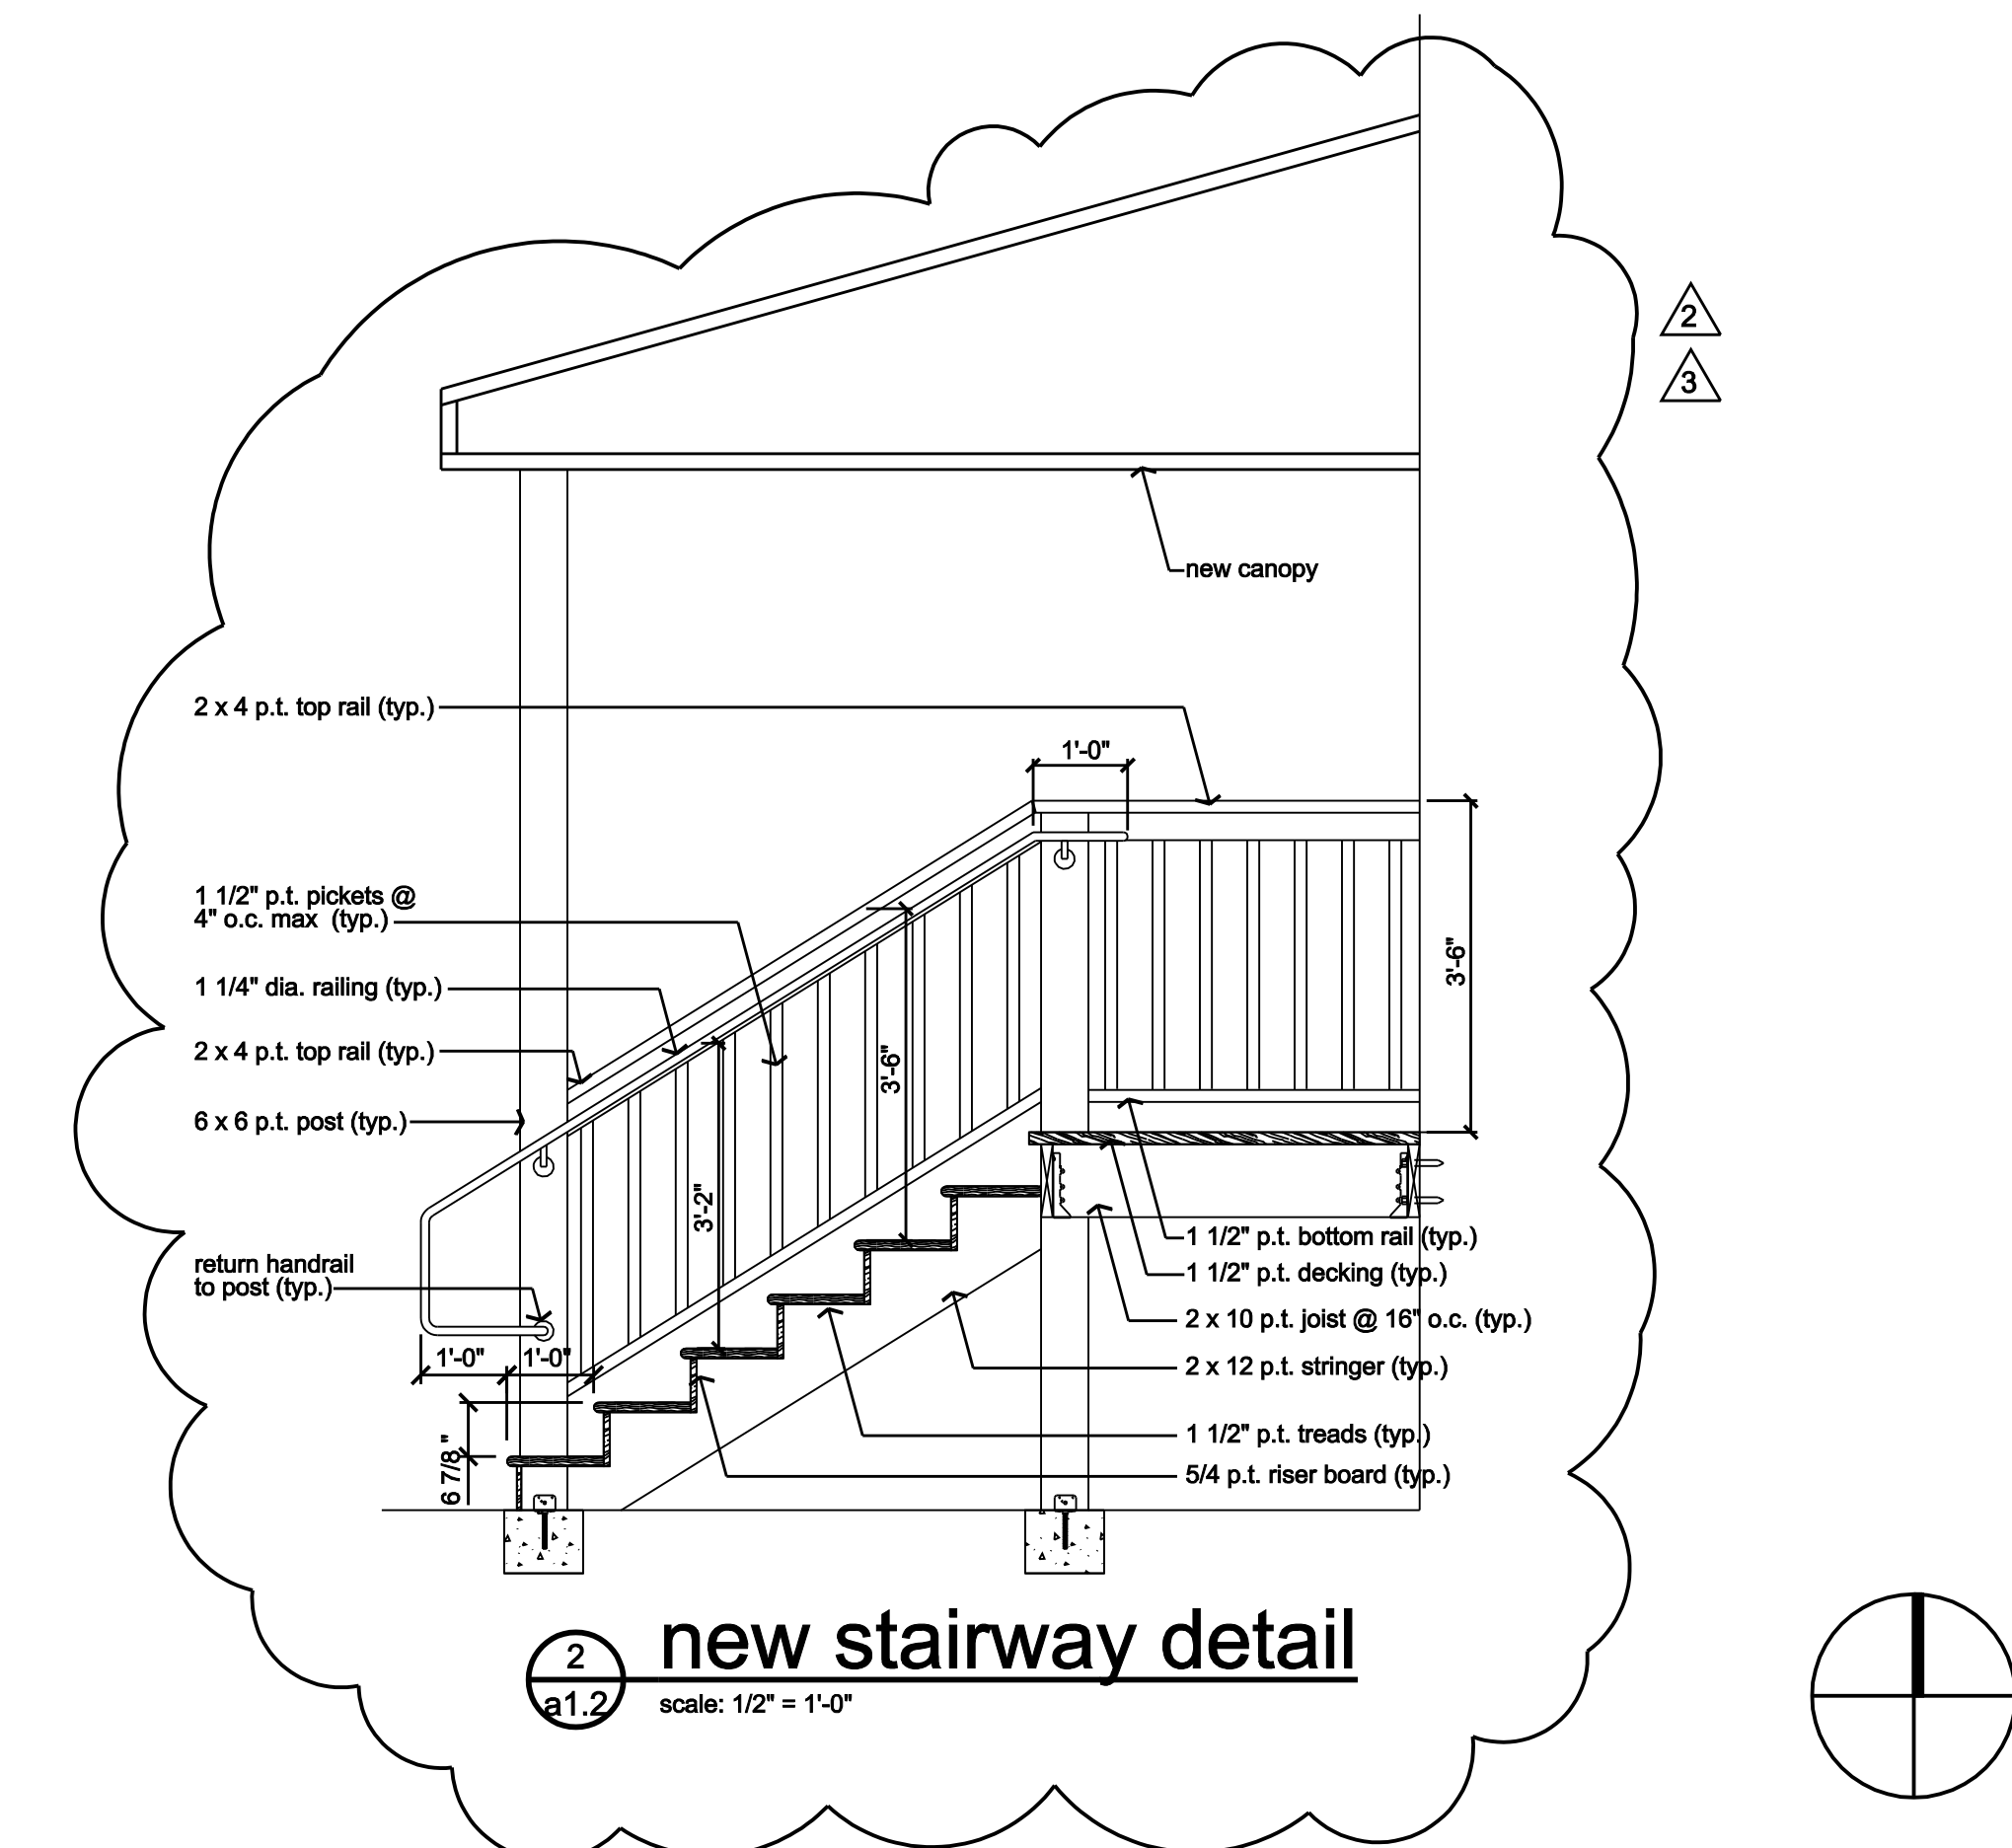 2
3
new canopy
2 x 4 p.t. top rail (typ.)
1'-0"
1 1/2" p.t. pickets @
4" o.c. max (typ.)
3'-6"
1 1/4" dia. railing (typ.)
2 x 4 p.t. top rail (typ.)
3'-6"
6 x 6 p.t. post (typ.)
3'-2"
return handrail
to post (typ.)
1'-0"
1'-0"
6 7/8"
1 1/2" p.t. bottom rail (typ.)
1 1/2" p.t. decking (typ.)
2 x 10 p.t. joist @ 16" o.c. (typ.)
2 x 12 p.t. stringer (typ.)
1 1/2" p.t. treads (typ.)
5/4 p.t. riser board (typ.)
2
a1.2
new stairway detail
scale: 1/2" = 1'-0"